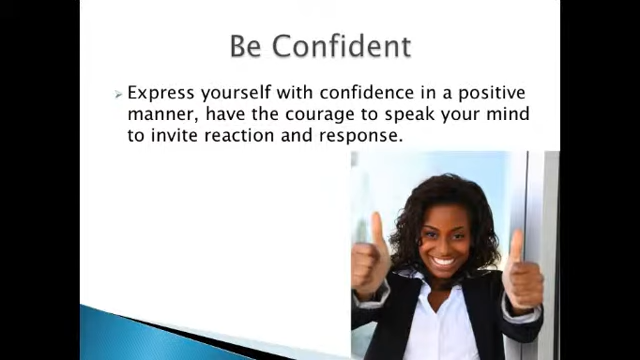 Be Confident
Express yourself with confidence in a positive
manner, have the courage to speak your mind
to invite reaction and response.